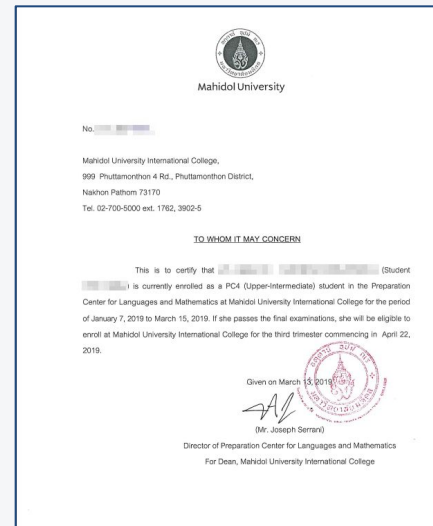 Mahidol University
No.
Mahidol University International College,
999 Phuttamonthon 4 Rd., Phuttamonthon District,
Nakhon Pathom 73170
Tel. 02-700-5000 ext. 1762, 3902-5
TO WHOM IT MAY CONCERN
This is to certify that (Student
) is currently enrolled as a PC4 (Upper-Intermediate) student in the Preparation
Center for Languages and Mathematics at Mahidol University International College for the period
of January 7, 2019 to March 15, 2019. If she passes the final examinations, she will be eligible to
enroll at Mahidol University International College for the third trimester commencing in April 22,
2019.
Given on March 13, 2019
(Mr. Joseph Serrani)
Director of Preparation Center for Languages and Mathematics
For Dean, Mahidol University International College